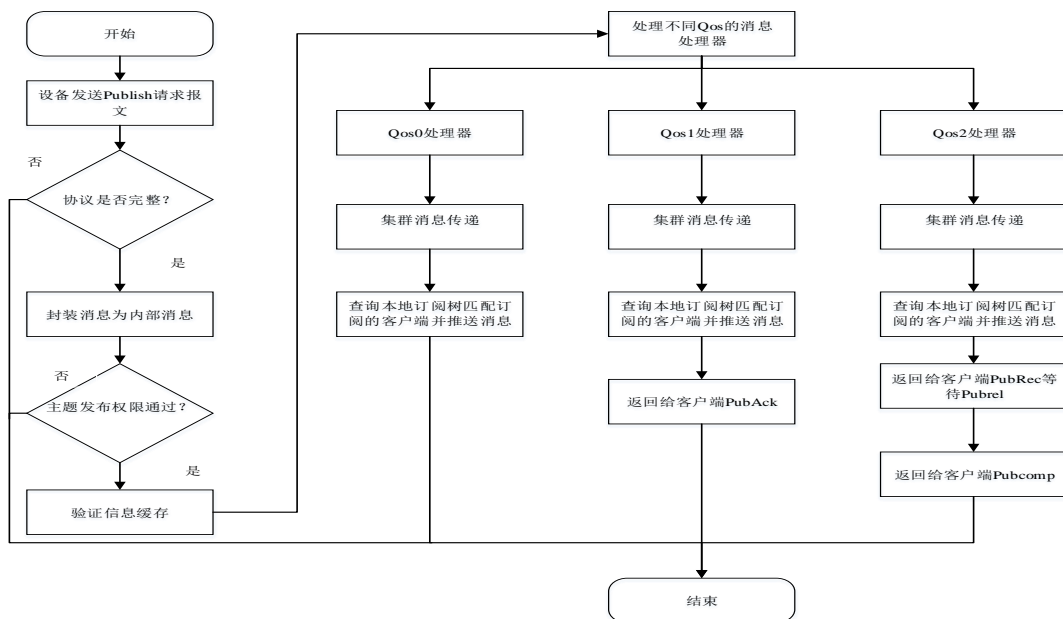 开始
设备发送Publish请求报
文
否
协议是否完整？
是
封装消息为内部消息
否
主题发布权限通过？
是
验证信息缓存
处理不同Qos的消息
处理器
Qos0处理器
集群消息传递
查询本地订阅树匹配订
阅的客户端并推送消息
Qos1处理器
集群消息传递
查询本地订阅树匹配订
阅的客户端并推送消息
返回给客户端PubAck
Qos2处理器
集群消息传递
查询本地订阅树匹配订
阅的客户端并推送消息
返回给客户端PubRec等
待Pubrel
返回给客户端Pubcomp
结束